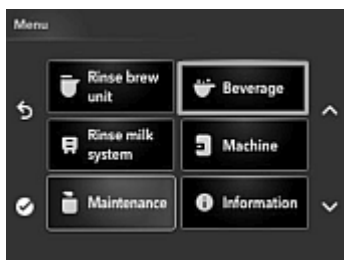 Menu
Rinse brew
unit
Beverage
Rinse milk
system
Machine
Maintenance
Information